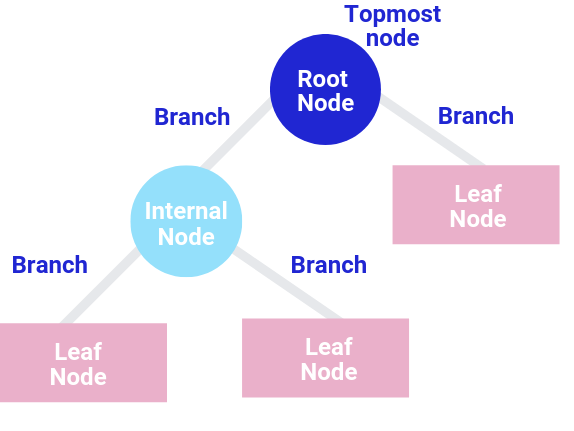 Topmost
node
Root
Node
Branch
Branch
Leaf
Node
Internal
Node
Branch
Branch
Leaf
Node
Leaf
Node